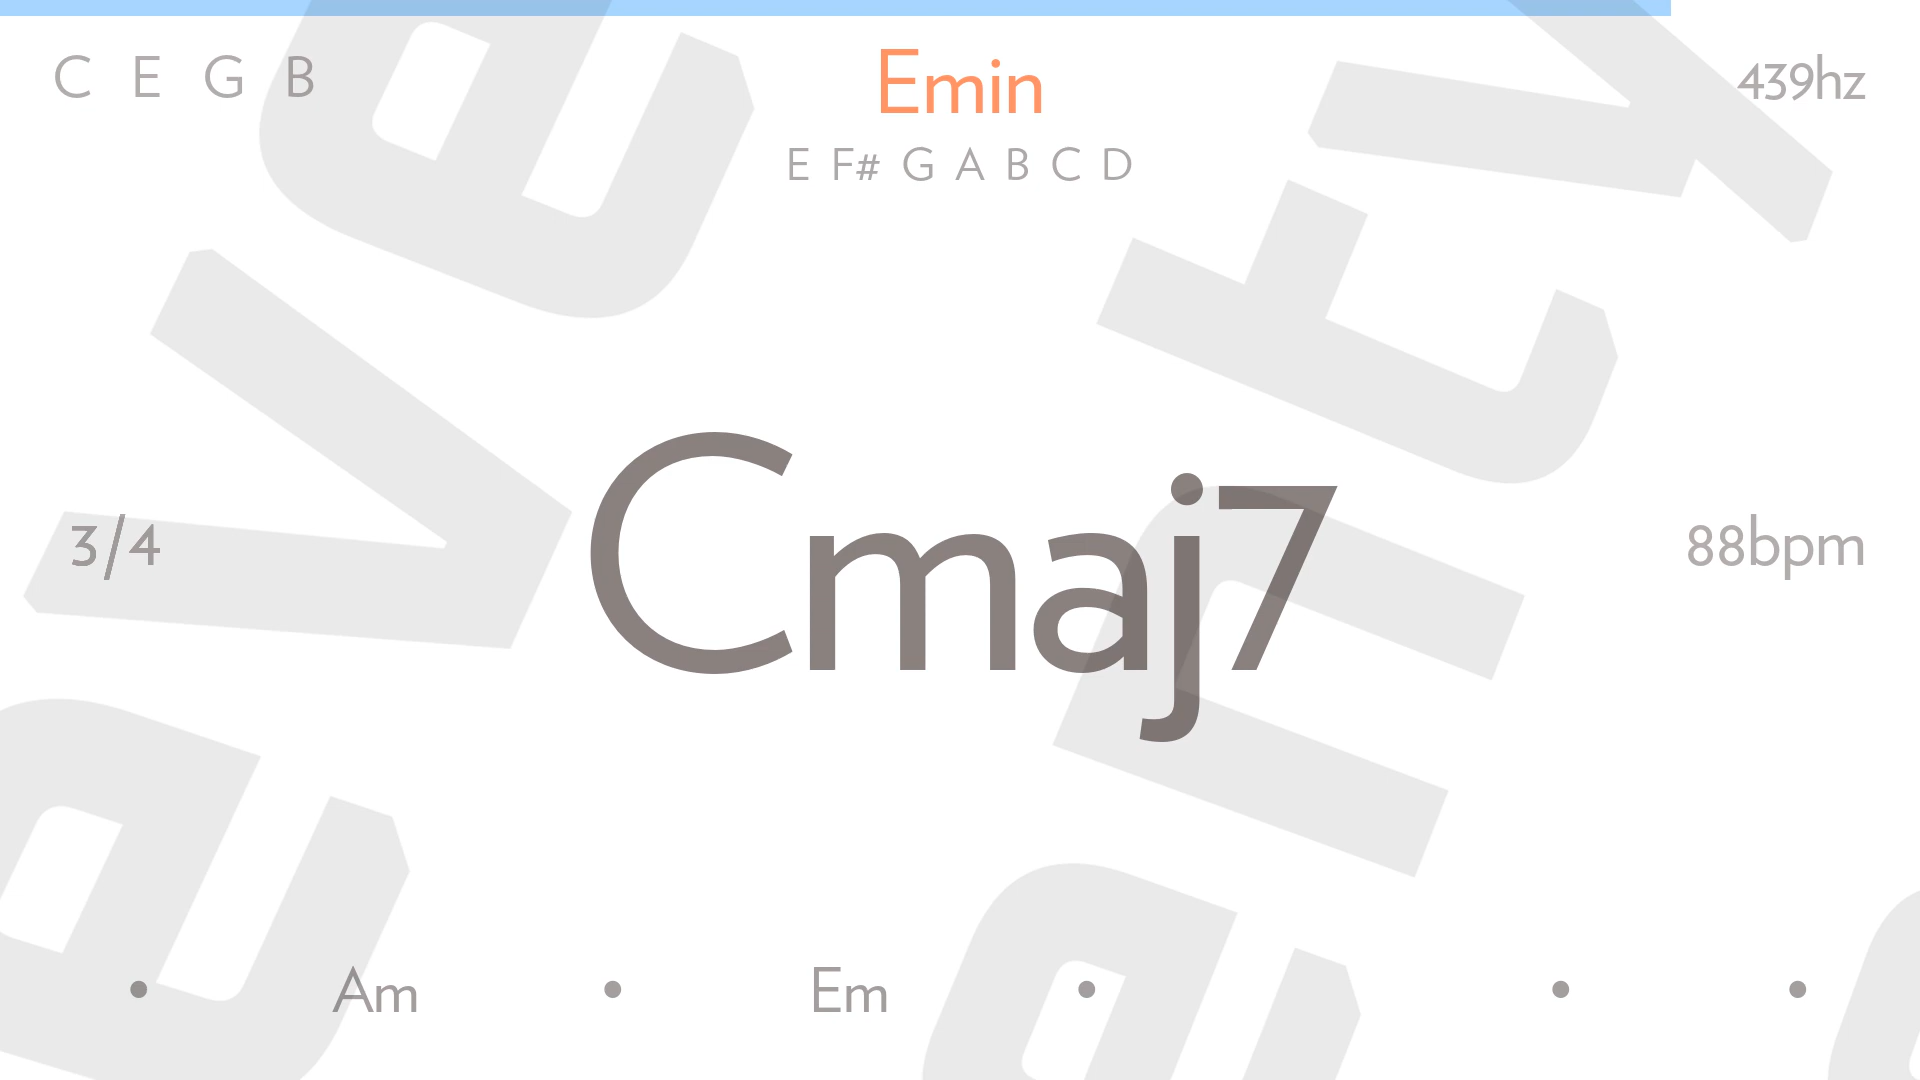 C E G B
Emin
439hz
E F# G A B C D
3/4
Cmaj7
88bpm
• Am • Em • • •